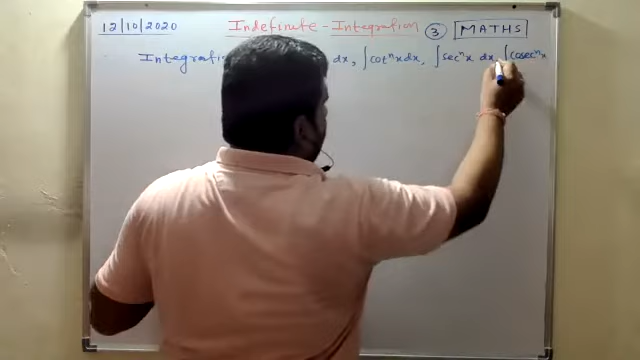 12/10/2020 Indefinite - Integration ③ MATHS
dx, ∫cotⁿx dx, ∫secⁿx dx, ∫cosecⁿx